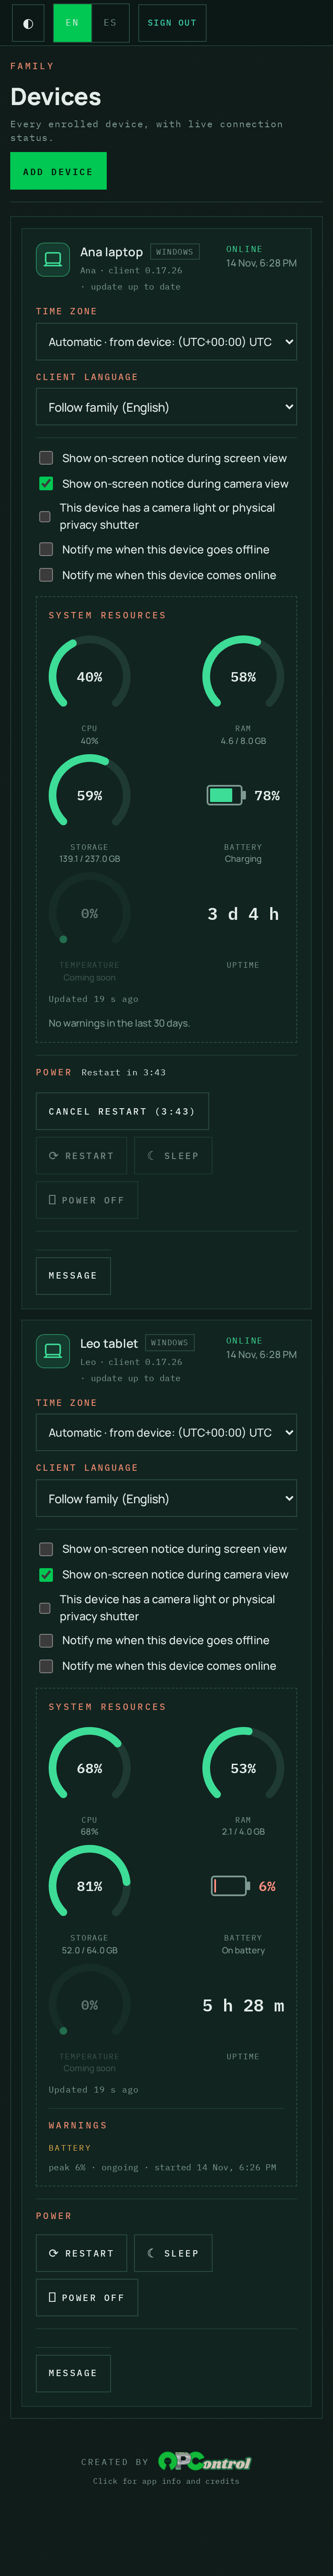 EN ES SIGN OUT
FAMILY
Devices
Every enrolled device, with live connection
status.
ADD DEVICE
Ana laptop WINDOWS ONLINE
Ana · client 0.17.26 14 Nov, 6:28 PM
· update up to date
TIME ZONE
Automatic · from device: (UTC+00:00) UTC
CLIENT LANGUAGE
Follow family (English)
Show on-screen notice during screen view
Show on-screen notice during camera view
This device has a camera light or physical
privacy shutter
Notify me when this device goes offline
Notify me when this device comes online
SYSTEM RESOURCES
40% 58%
CPU RAM
40% 4.6 / 8.0 GB
59% 78%
STORAGE BATTERY
139.1 / 237.0 GB Charging
0% 3 d 4 h
TEMPERATURE UPTIME
Coming soon
Updated 19 s ago
No warnings in the last 30 days.
POWER Restart in 3:43
CANCEL RESTART (3:43)
RESTART SLEEP
POWER OFF
MESSAGE
Leo tablet WINDOWS ONLINE
Leo · client 0.17.26 14 Nov, 6:28 PM
· update up to date
TIME ZONE
Automatic · from device: (UTC+00:00) UTC
CLIENT LANGUAGE
Follow family (English)
Show on-screen notice during screen view
Show on-screen notice during camera view
This device has a camera light or physical
privacy shutter
Notify me when this device goes offline
Notify me when this device comes online
SYSTEM RESOURCES
68% 53%
CPU RAM
68% 2.1 / 4.0 GB
81% 6%
STORAGE BATTERY
52.0 / 64.0 GB On battery
0% 5 h 28 m
TEMPERATURE UPTIME
Coming soon
Updated 19 s ago
WARNINGS
BATTERY
peak 6% · ongoing · started 14 Nov, 6:26 PM
POWER
RESTART SLEEP
POWER OFF
MESSAGE
CREATED BY
Click for app info and credits